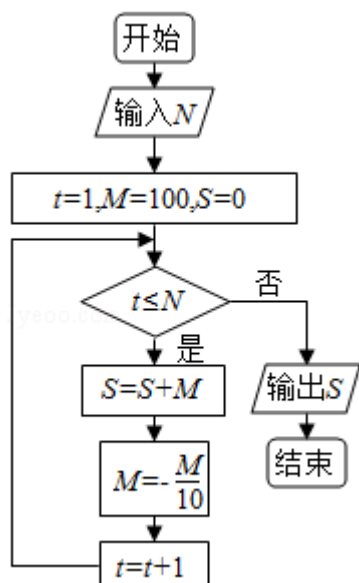 开始
输入N
t=1,M=100,S=0
t≤N
否
是
S=S+M
输出S
M=-M/10
结束
t=t+1